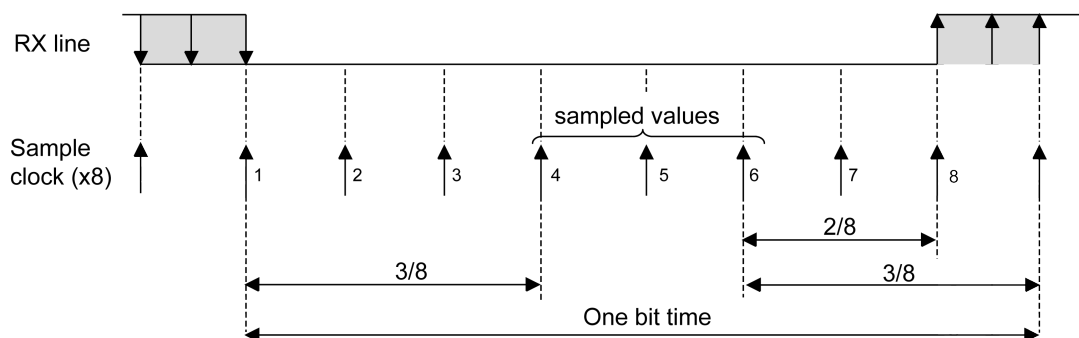 RX line
sampled values
Sample
clock (x8)
1
2
3
4
5
6
7
8
2/8
3/8
3/8
One bit time